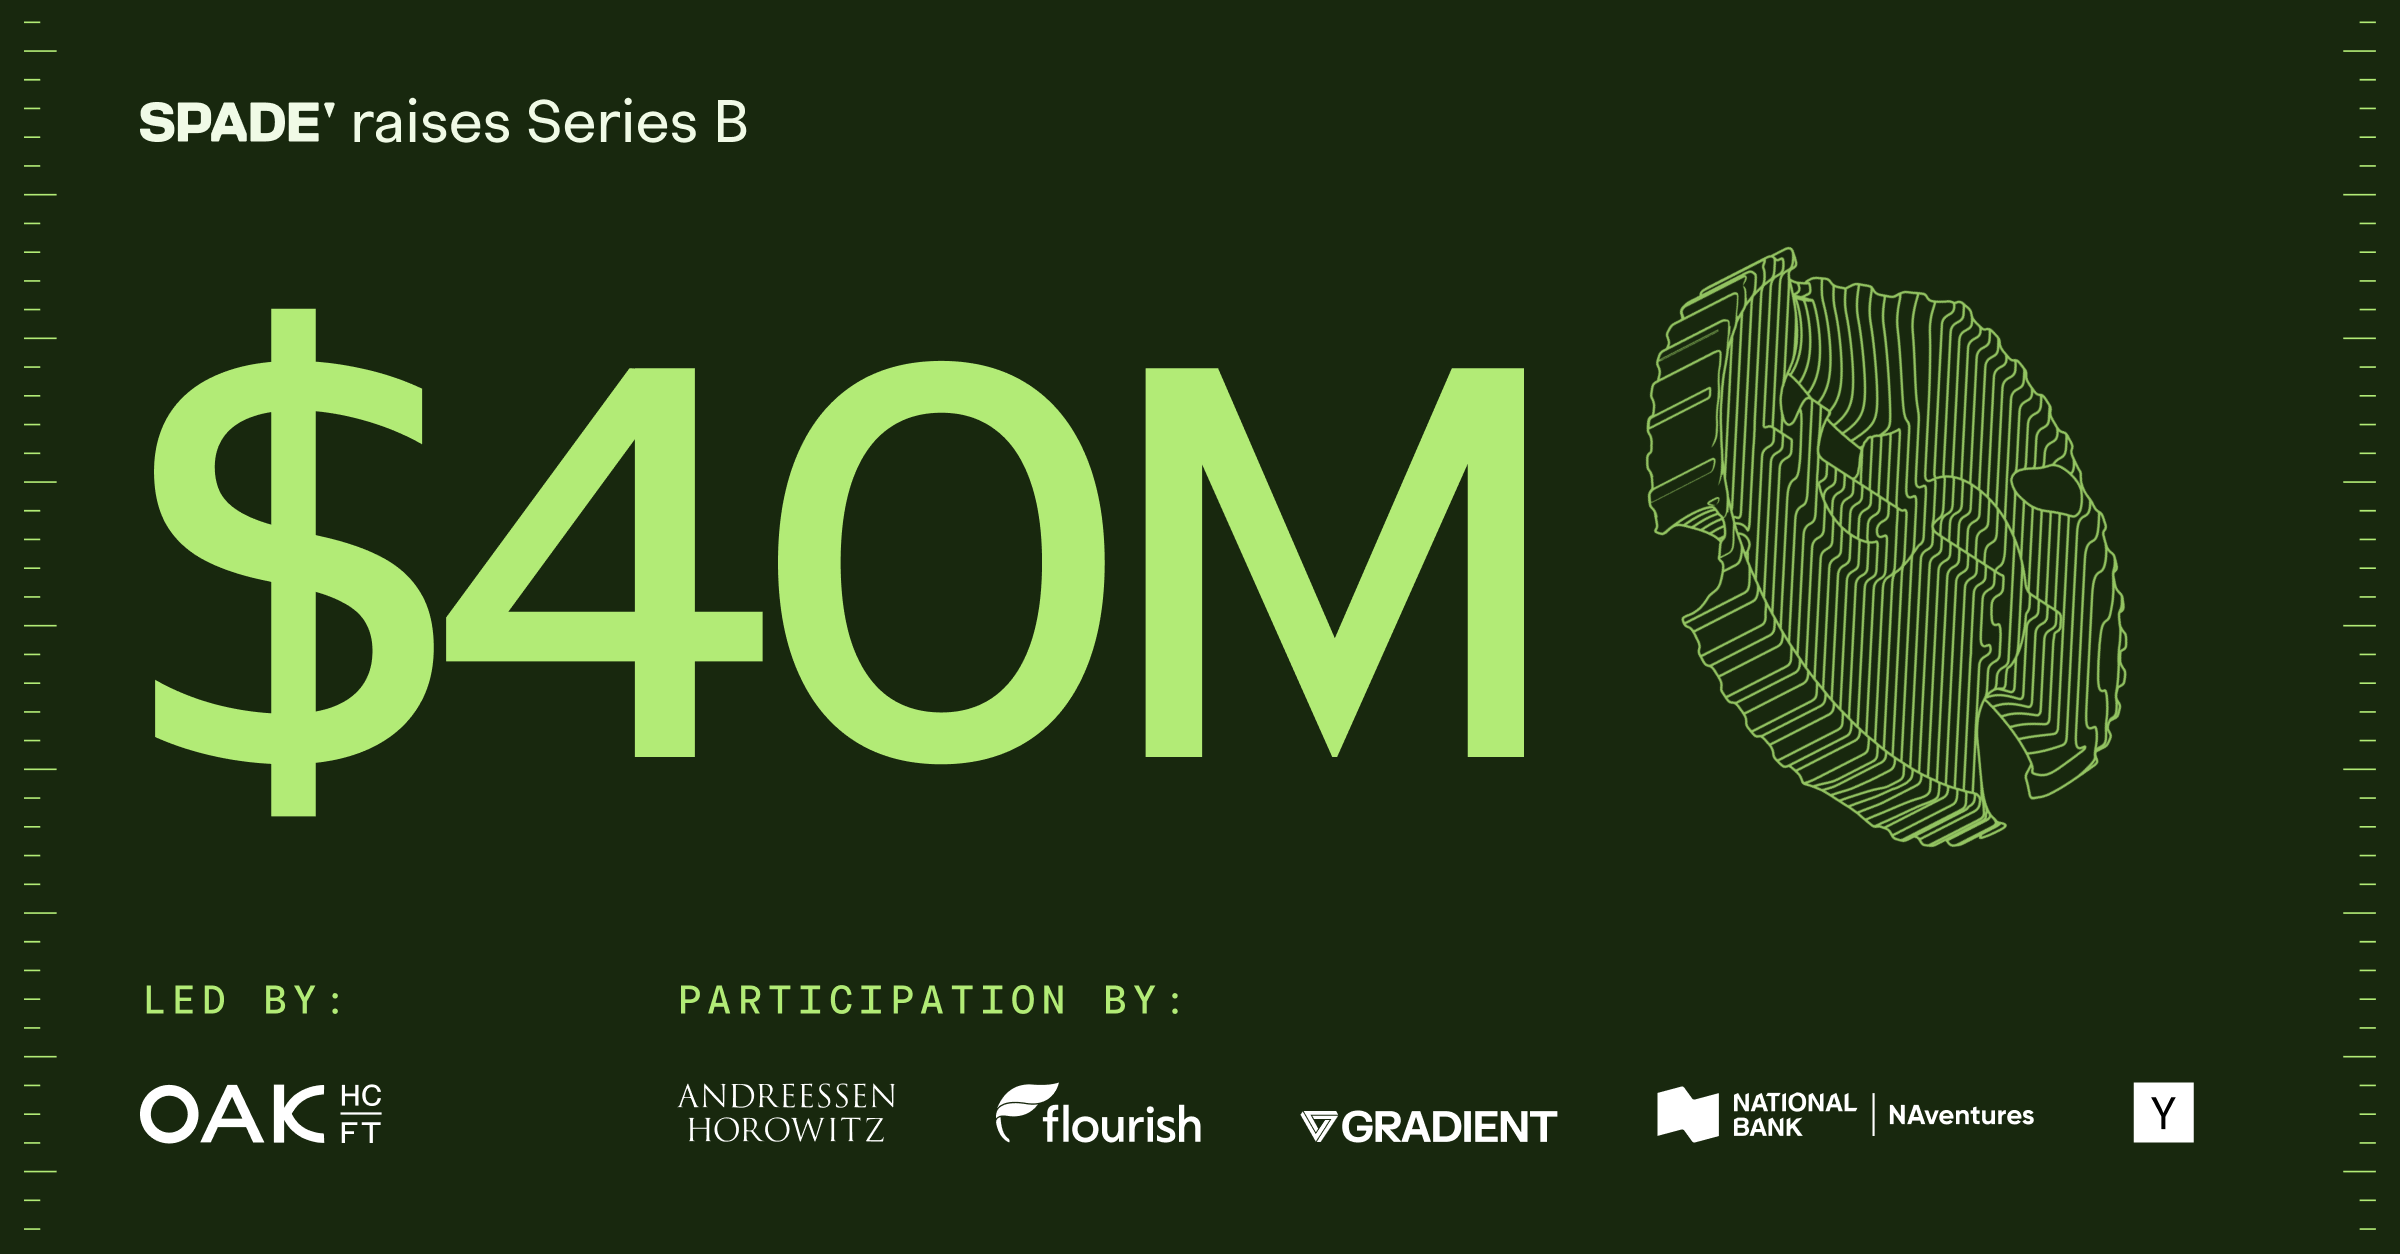 SPADE' raises Series B
$40M
LED BY:
PARTICIPATION BY:
OAK HC FT
ANDREESSEN
HOROWITZ
flourish
GRADIENT
NATIONAL
BANK
NAventures
Y